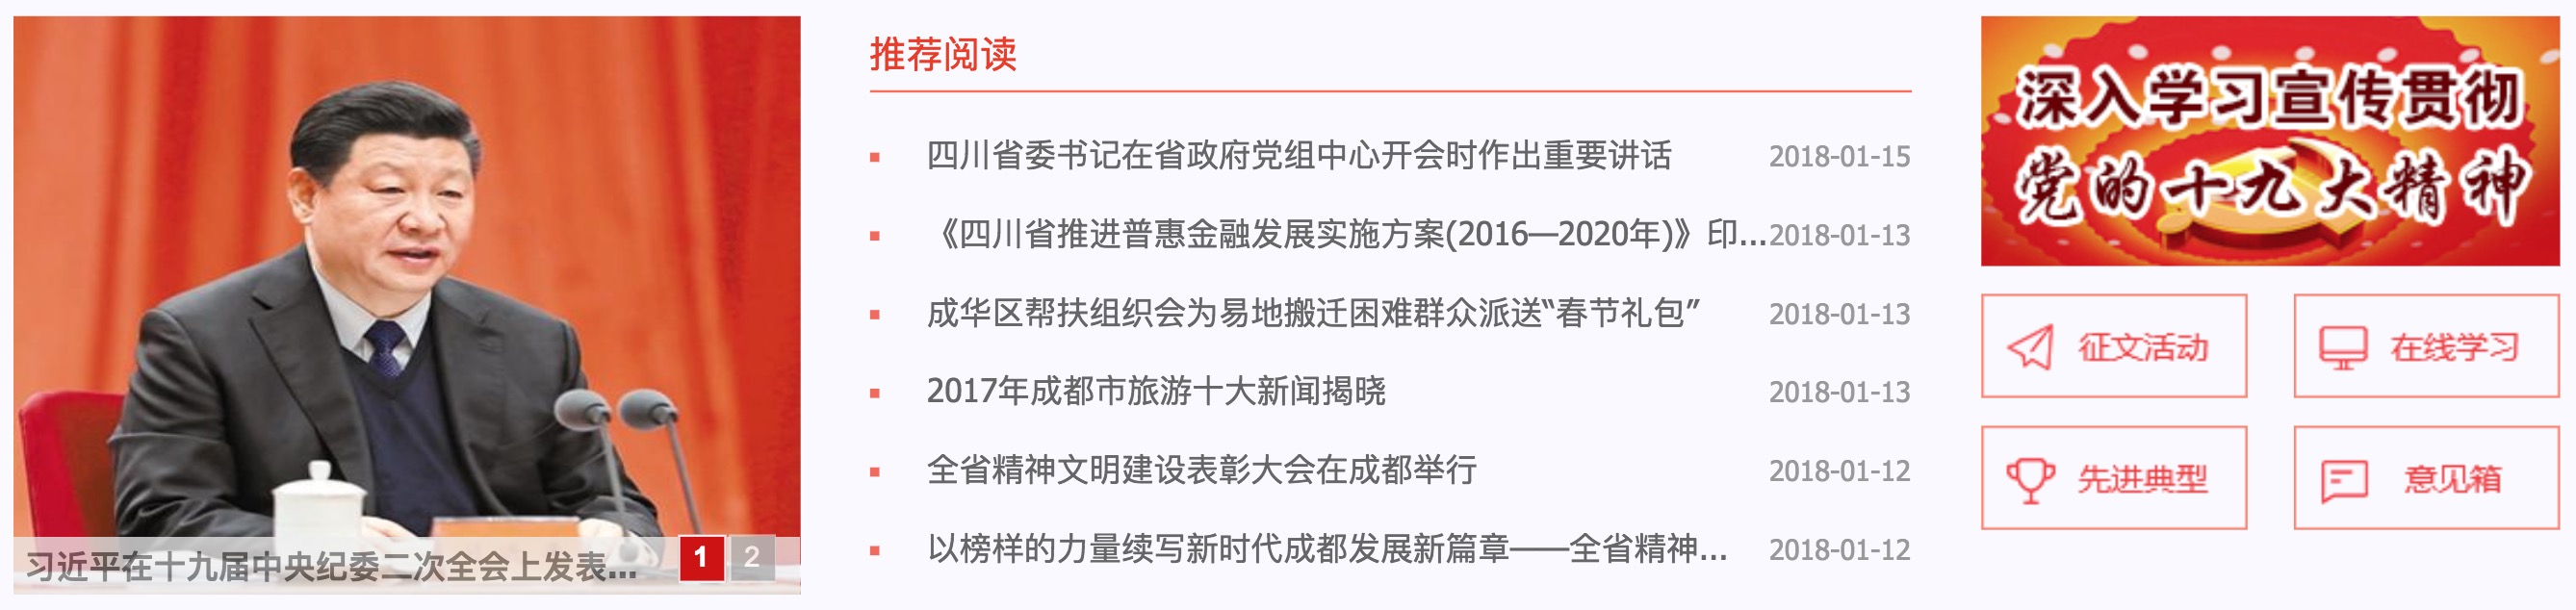 习近平在十九届中央纪委二次全会上发表...
1 2
推荐阅读
四川省委书记在省政府党组中心开会时作出重要讲话 2018-01-15
《四川省推进普惠金融发展实施方案(2016—2020年)》印... 2018-01-13
成华区帮扶组织会为易地搬迁困难群众派送“春节礼包” 2018-01-13
2017年成都市旅游十大新闻揭晓 2018-01-13
全省精神文明建设表彰大会在成都举行 2018-01-12
以榜样的力量续写新时代成都发展新篇章——全省精神... 2018-01-12
深入学习宣传贯彻
党的十九大精神
征文活动 在线学习
先进典型 意见箱